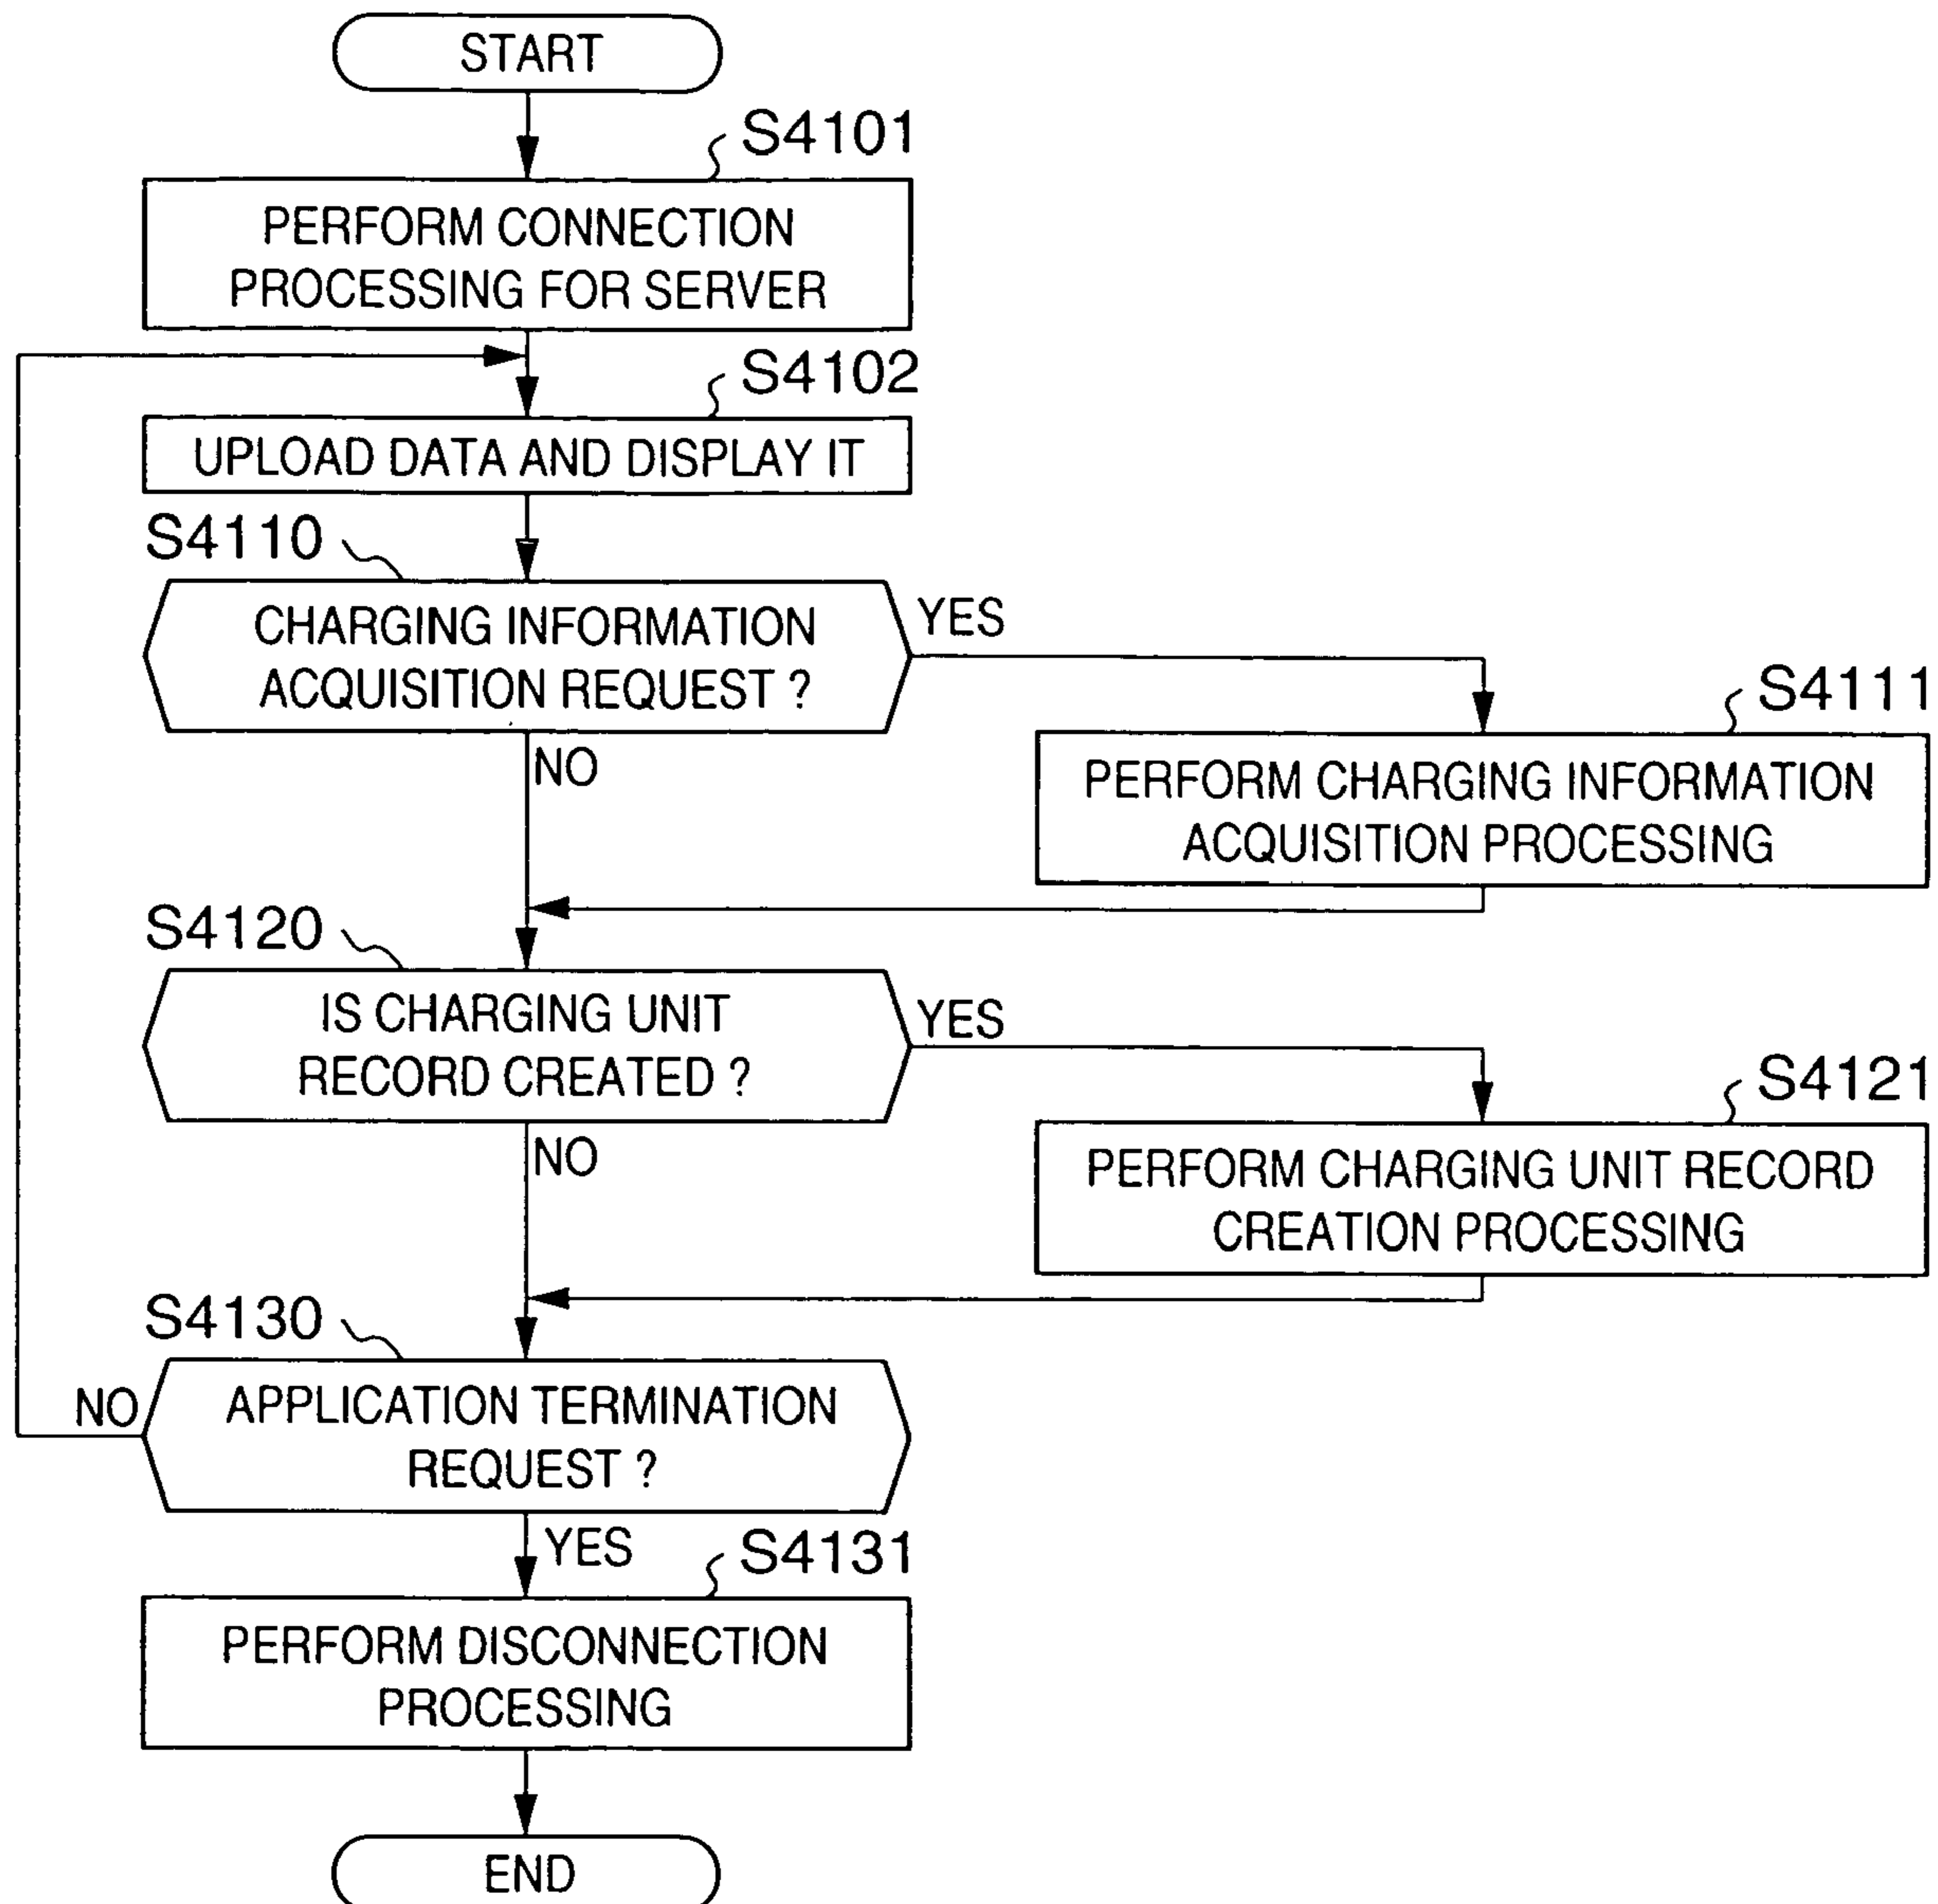 START
S4101
PERFORM CONNECTION
PROCESSING FOR SERVER
S4102
UPLOAD DATA AND DISPLAY IT
S4110
CHARGING INFORMATION
ACQUISITION REQUEST ?
YES
NO
S4111
PERFORM CHARGING INFORMATION
ACQUISITION PROCESSING
S4120
IS CHARGING UNIT
RECORD CREATED ?
YES
NO
S4121
PERFORM CHARGING UNIT RECORD
CREATION PROCESSING
S4130
APPLICATION TERMINATION
REQUEST ?
NO
YES
S4131
PERFORM DISCONNECTION
PROCESSING
END